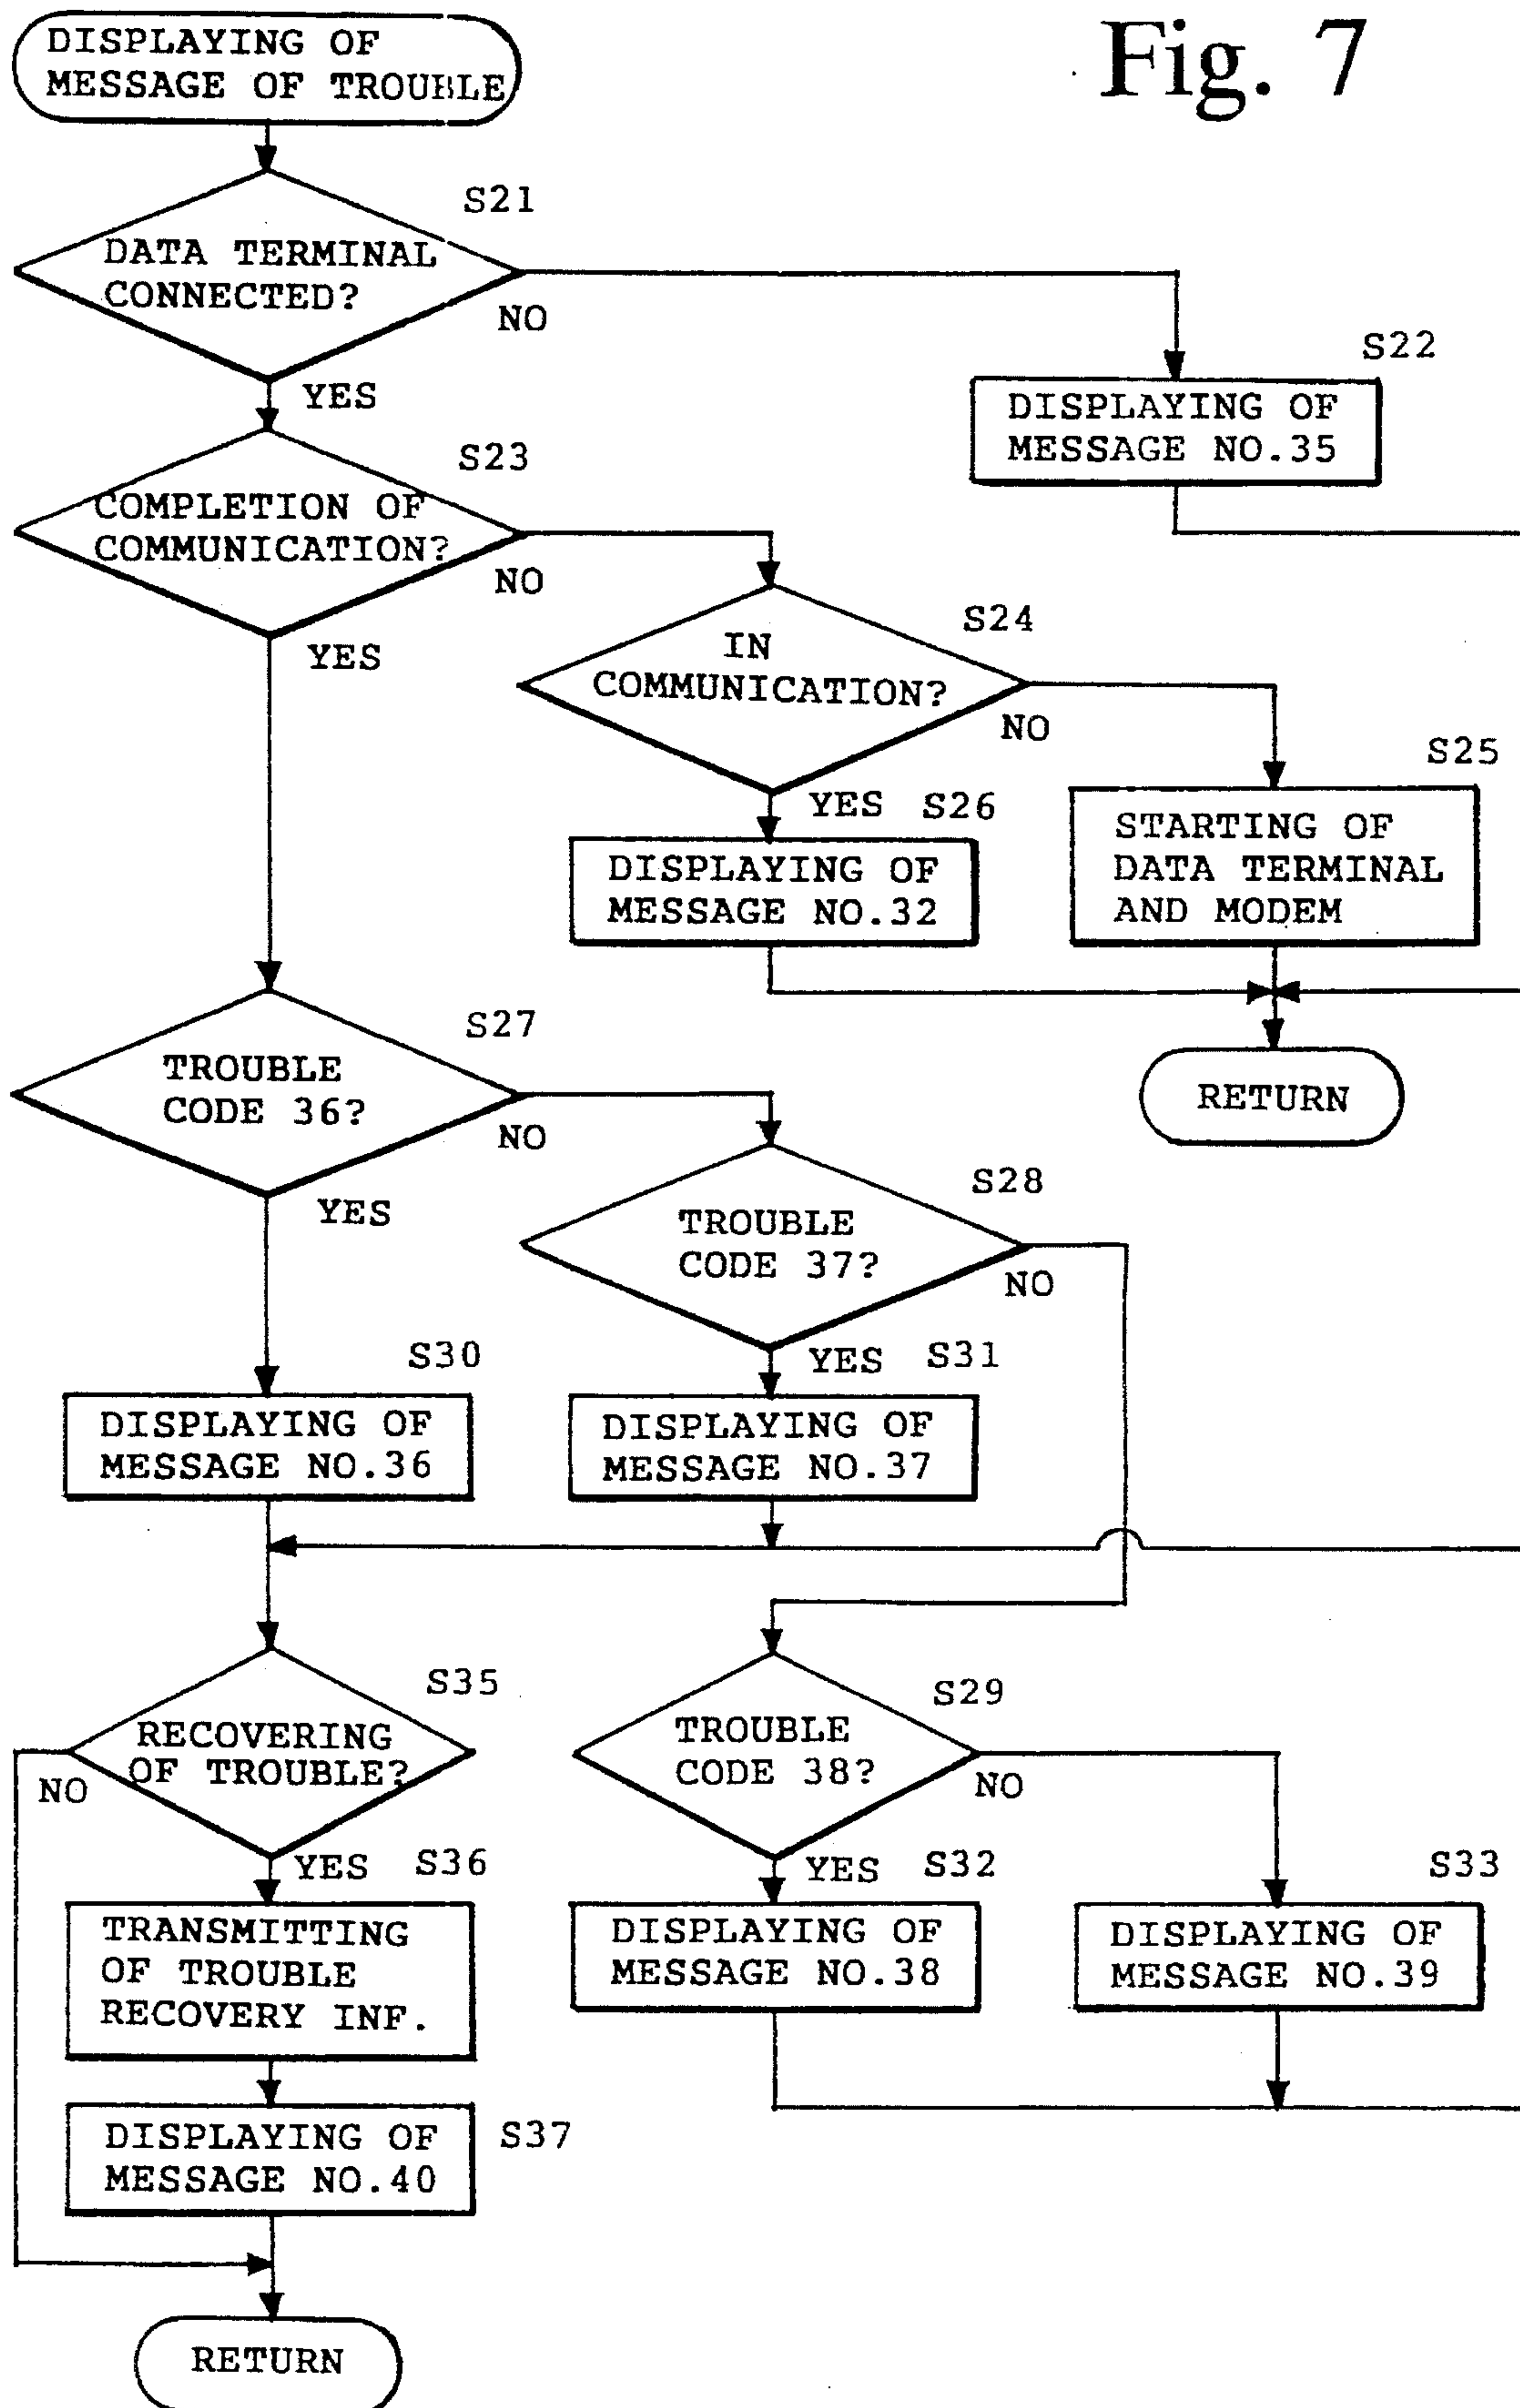 Fig. 7
DISPLAYING OF
MESSAGE OF TROUBLE
S21
DATA TERMINAL
CONNECTED?
NO
YES
S22
DISPLAYING OF
MESSAGE NO.35
S23
COMPLETION OF
COMMUNICATION?
NO
YES
S24
IN
COMMUNICATION?
NO
YES
S25
STARTING OF
DATA TERMINAL
AND MODEM
S26
DISPLAYING OF
MESSAGE NO.32
RETURN
S27
TROUBLE
CODE 36?
NO
YES
S28
TROUBLE
CODE 37?
NO
YES
S30
DISPLAYING OF
MESSAGE NO.36
S31
DISPLAYING OF
MESSAGE NO.37
S35
RECOVERING
OF TROUBLE?
NO
YES
S29
TROUBLE
CODE 38?
NO
YES
S36
TRANSMITTING
OF TROUBLE
RECOVERY INF.
S32
DISPLAYING OF
MESSAGE NO.38
S33
DISPLAYING OF
MESSAGE NO.39
S37
DISPLAYING OF
MESSAGE NO.40
RETURN